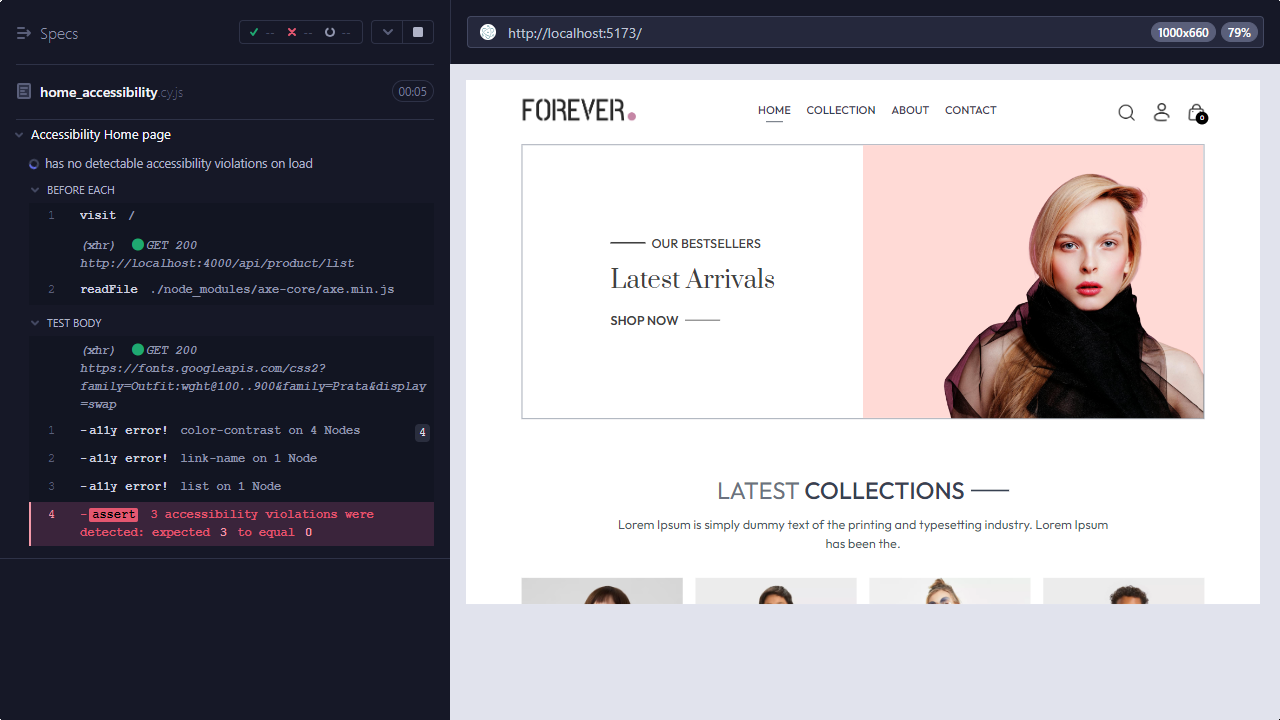 Specs
--
--
--
http://localhost:5173/
1000x660
79%
home_accessibility.cy.js
00:05
Accessibility Home page
has no detectable accessibility violations on load
BEFORE EACH
1 visit /
(xhr) GET 200
http://localhost:4000/api/product/list
2 readFile ./node_modules/axe-core/axe.min.js
TEST BODY
(xhr) GET 200
https://fonts.googleapis.com/css2?
family=Outfit:wght@100..900&family=Prata&display
=swap
1 -a11y error! color-contrast on 4 Nodes 4
2 -a11y error! link-name on 1 Node
3 -a11y error! list on 1 Node
4 -assert 3 accessibility violations were
detected: expected 3 to equal 0
FOREVER.
HOME COLLECTION ABOUT CONTACT
0
OUR BESTSELLERS
Latest Arrivals
SHOP NOW
LATEST COLLECTIONS
Lorem Ipsum is simply dummy text of the printing and typesetting industry. Lorem Ipsum
has been the.